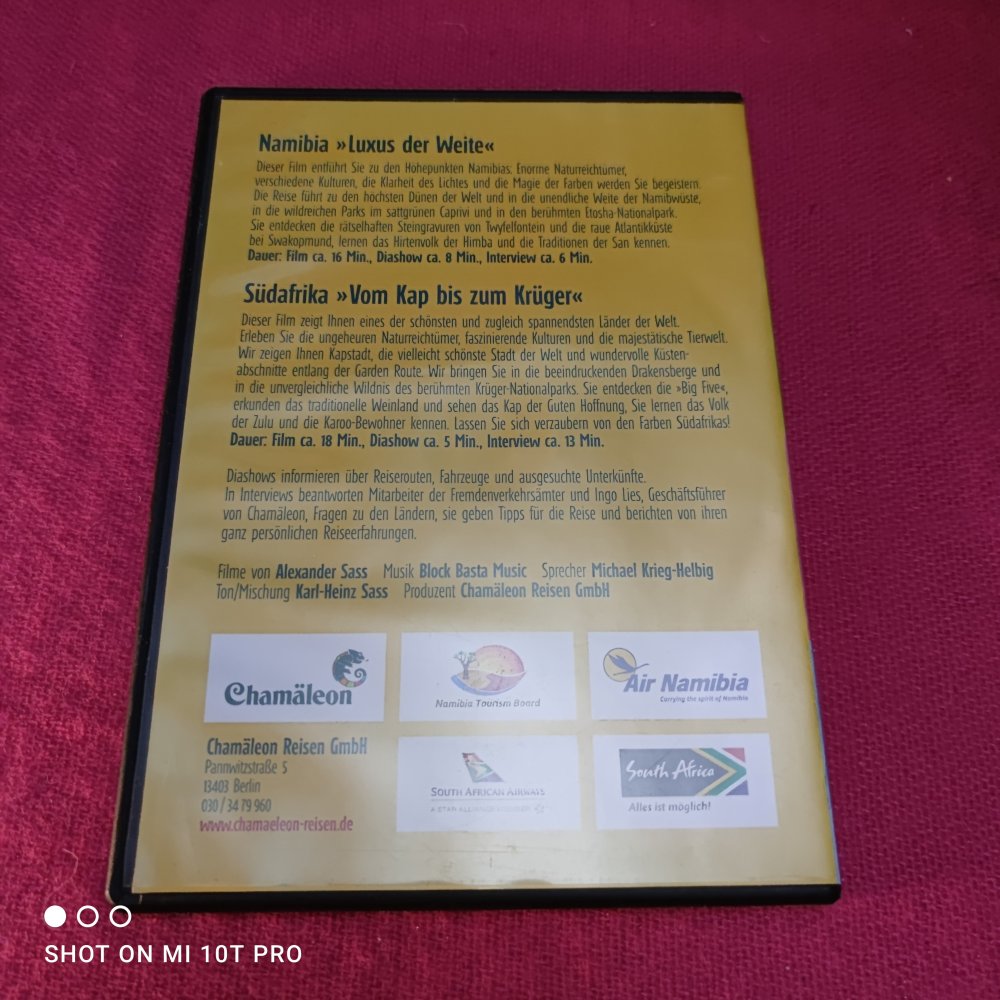 Namibia »Luxus der Weite«
Dieser Film entführt Sie zu den Höhepunkten Namibias: Enorme Naturreichtümer,
verschiedene Kulturen, die Klarheit des Lichtes und die Magie der Farben werden Sie begeistern.
Die Reise führt zu den höchsten Dünen der Welt und in die unendliche Weite der Namibwüste,
in die wildreichen Parks im sattgrünen Caprivi und in den berühmten Etosha-Nationalpark.
Sie entdecken die rätselhaften Steingravuren von Twyfelfontein und die raue Atlantikküste
bei Swakopmund, lernen das Hirtenvolk der Himba und die Traditionen der San kennen.
Dauer: Film ca. 16 Min., Diashow ca. 8 Min., Interview ca. 6 Min.
Südafrika »Vom Kap bis zum Krüger«
Dieser Film zeigt Ihnen eines der schönsten und zugleich spannendsten Länder der Welt.
Erleben Sie die ungeheuren Naturreichtümer, faszinierende Kulturen und die majestätische Tierwelt.
Wir zeigen Ihnen Kapstadt, die vielleicht schönste Stadt der Welt und wundervolle Küsten-
abschnitte entlang der Garden Route. Wir bringen Sie in die beeindruckenden Drakensberge und
in die unvergleichliche Wildnis des berühmten Krüger-Nationalparks. Sie entdecken die »Big Five«,
erkunden das traditionelle Weinland und sehen das Kap der Guten Hoffnung, Sie lernen das Volk
der Zulu und die Karoo-Bewohner kennen. Lassen Sie sich verzaubern von den Farben Südafrikas!
Dauer: Film ca. 18 Min., Diashow ca. 5 Min., Interview ca. 13 Min.
Diashows informieren über Reiserouten, Fahrzeuge und ausgesuchte Unterkünfte.
In Interviews beantworten Mitarbeiter der Fremdenverkehrsämter und Ingo Lies, Geschäftsführer
von Chamäleon, Fragen zu den Ländern, sie geben Tipps für die Reise und berichten von ihren
ganz persönlichen Reiseerfahrungen.
Filme von Alexander Sass Musik Block Basta Music Sprecher Michael Krieg-Helbig
Ton/Mischung Karl-Heinz Sass Produzent Chamäleon Reisen GmbH
Chamäleon
Namibia Tourism Board
Air Namibia
Carrying the spirit of Namibia
Chamäleon Reisen GmbH
Pannwitzstraße 5
13403 Berlin
030 / 34 79 960
www.chamaeleon-reisen.de
SOUTH AFRICAN AIRWAYS
A STAR ALLIANCE MEMBER
South Africa
Alles ist möglich!
SHOT ON MI 10T PRO